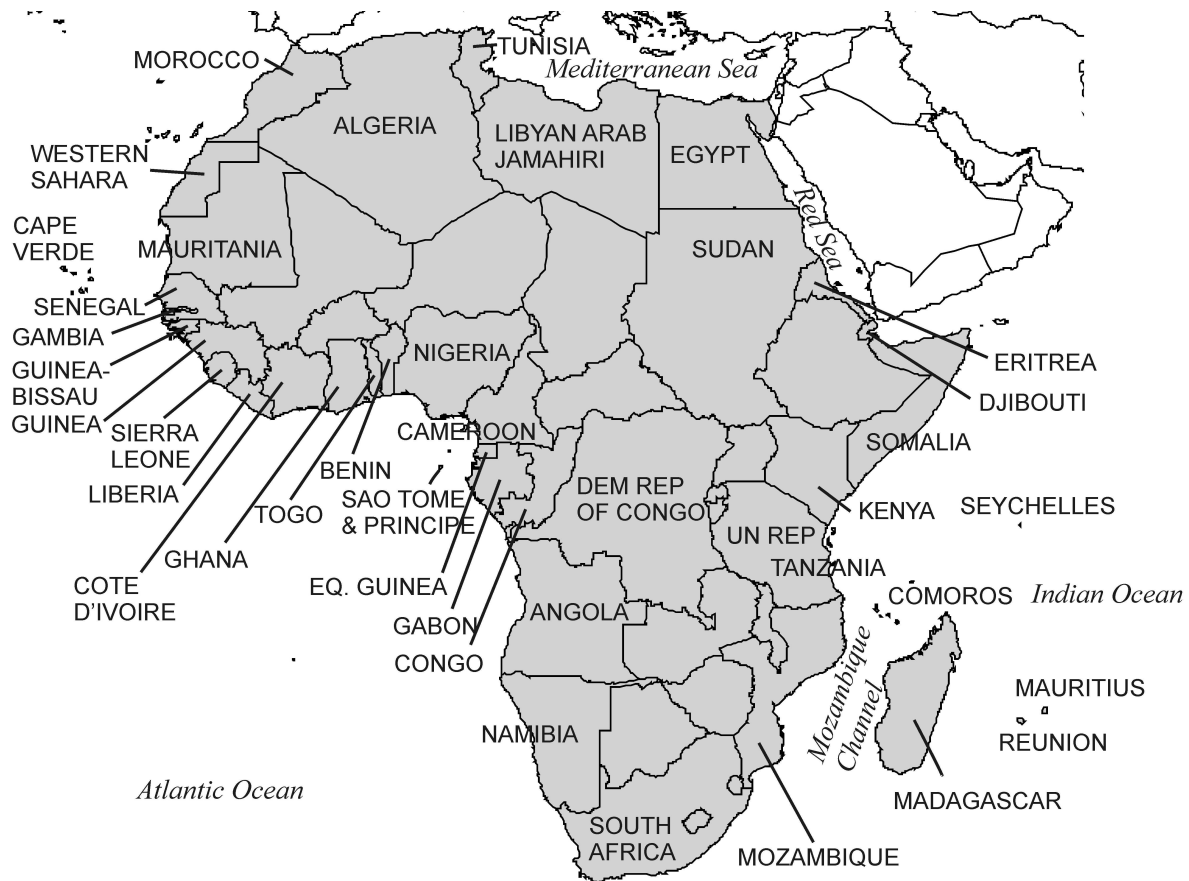 TUNISIA
MOROCCO
Mediterranean Sea
ALGERIA
LIBYAN ARAB
JAMAHIRI
EGYPT
WESTERN
SAHARA
Red Sea
CAPE
VERDE
MAURITANIA
SUDAN
SENEGAL
GAMBIA
NIGERIA
ERITREA
GUINEA-
BISSAU
GUINEA
DJIBOUTI
SIERRA
LEONE
CAMEROON
SOMALIA
BENIN
LIBERIA
SAO TOME
& PRINCIPE
DEM REP
OF CONGO
KENYA
SEYCHELLES
TOGO
UN REP
TANZANIA
GHANA
COTE
D'IVOIRE
EQ. GUINEA
COMOROS
Indian Ocean
ANGOLA
GABON
CONGO
Mozambique
Channel
MAURITIUS
NAMIBIA
REUNION
Atlantic Ocean
MADAGASCAR
SOUTH
AFRICA
MOZAMBIQUE